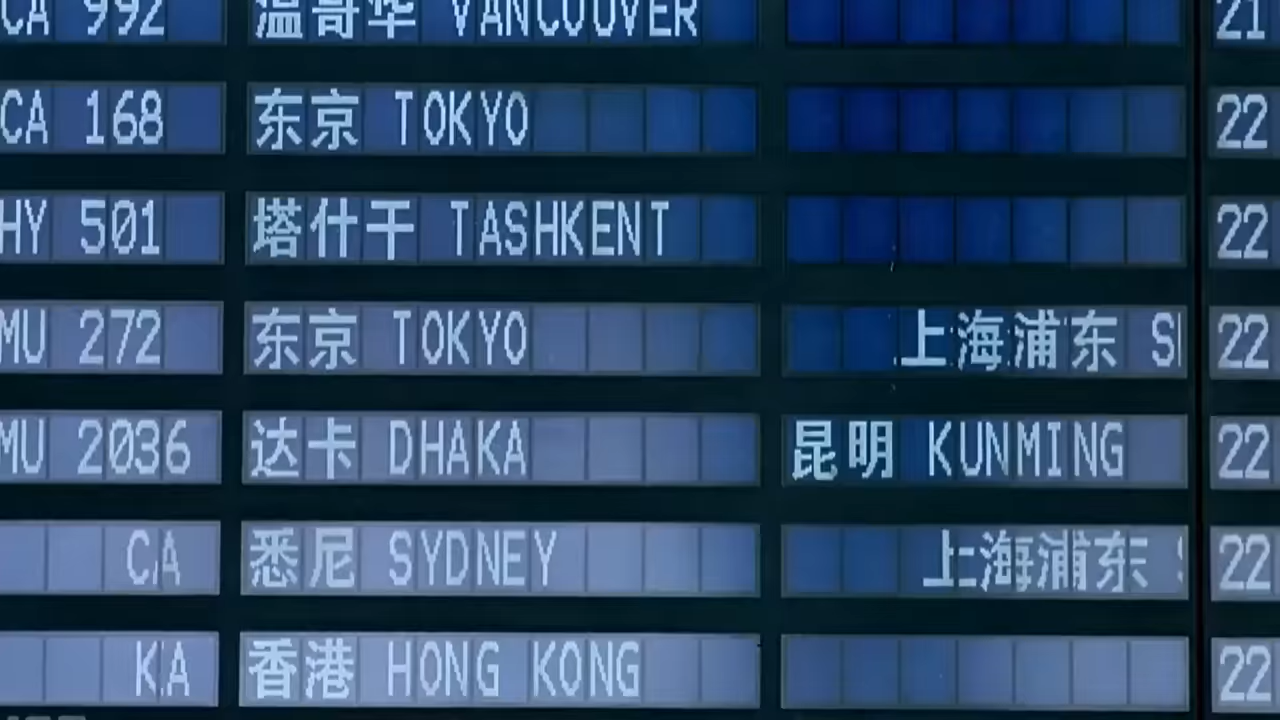 CA 992 温哥华 VANCOUVER 21
CA 168 东京 TOKYO 22
HY 501 塔什干 TASHKENT 22
MU 272 东京 TOKYO 上海浦东 S 22
MU 2036 达卡 DHAKA 昆明 KUNMING 22
CA 悉尼 SYDNEY 上海浦东 22
KA 香港 HONG KONG 22